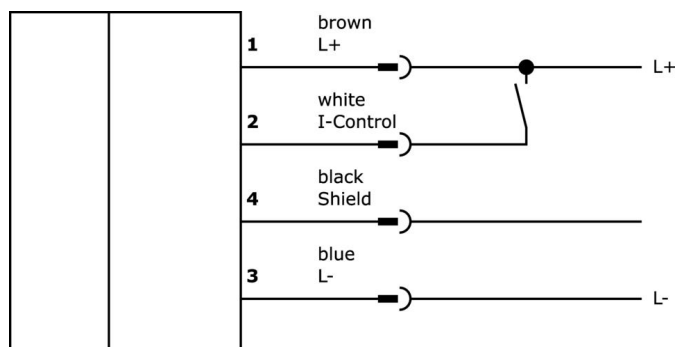 brown
1 L+
L+
white
2 I-Control
black
4 Shield
blue
3 L-
L-